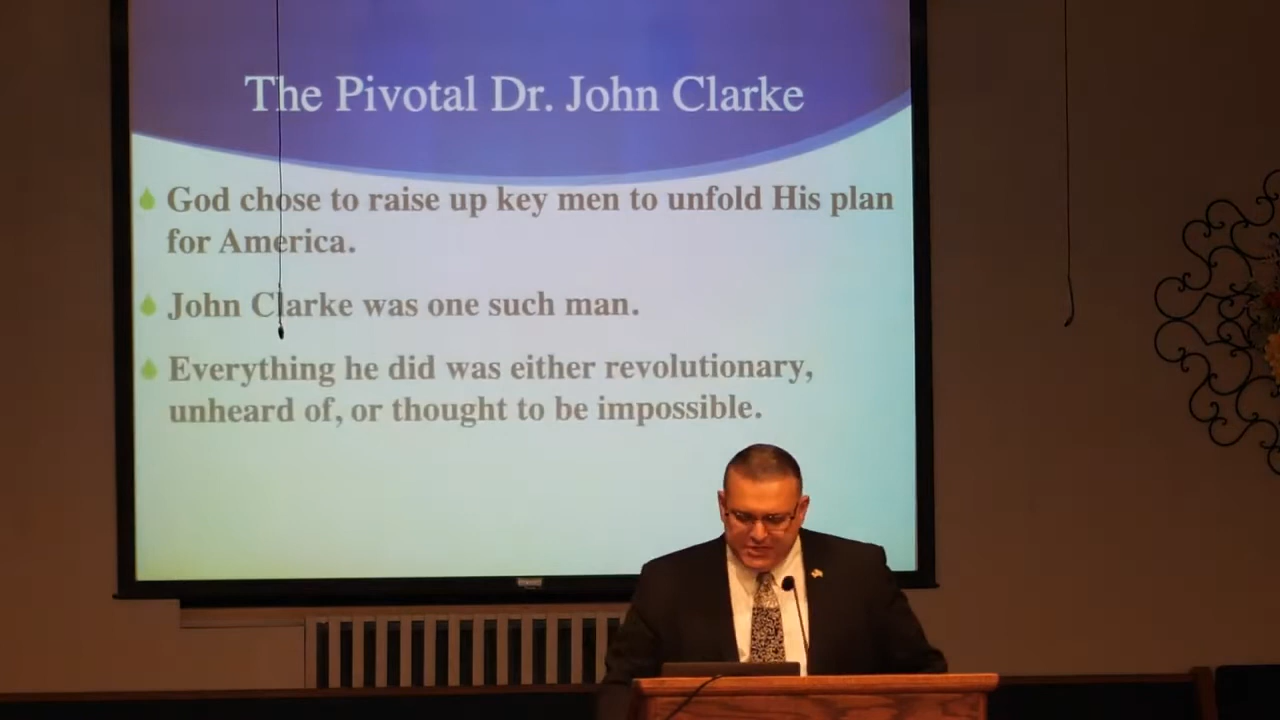 The Pivotal Dr. John Clarke
God chose to raise up key men to unfold His plan
for America.
John Clarke was one such man.
Everything he did was either revolutionary,
unheard of, or thought to be impossible.